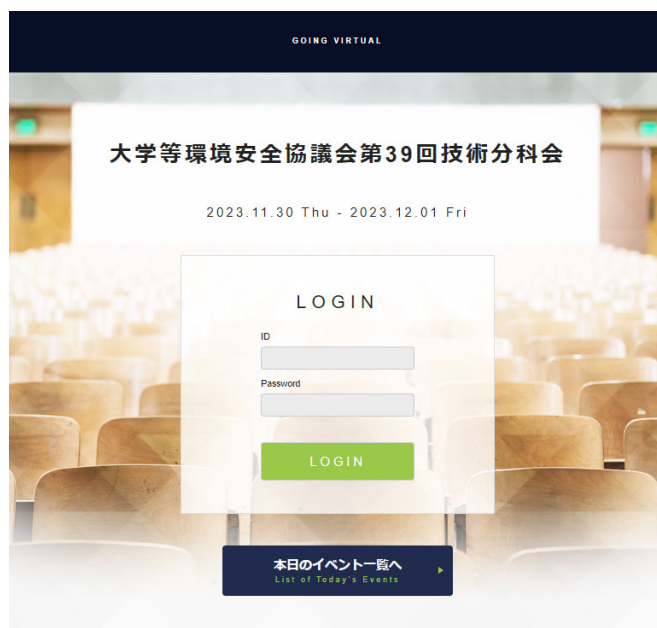 GOING VIRTUAL
大学等環境安全協議会第39回技術分科会
2023.11.30 Thu - 2023.12.01 Fri
LOGIN
ID
Password
LOGIN
本日のイベント一覧へ
List of Today's Events